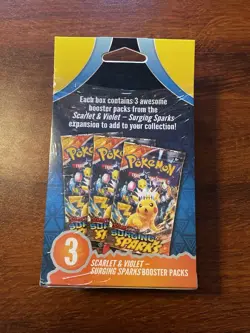 Each box contains 3 awesome
booster packs from the
Scarlet & Violet –
Surging Sparks
expansion to add to your collection!
Pokémon
SURGING
SPARKS
3
SCARLET & VIOLET –
SURGING SPARKS BOOSTER PACKS